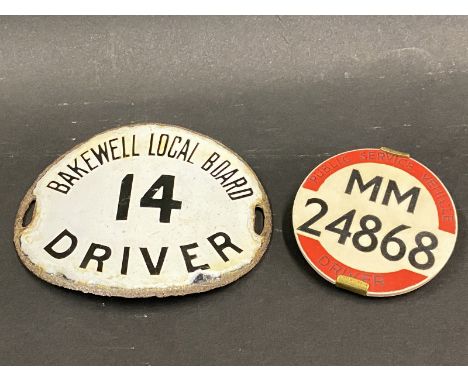 BAKEWELL LOCAL BOARD
14
DRIVER
PUBLIC SERVICE VEHICLE
MM
24868
DRIVER